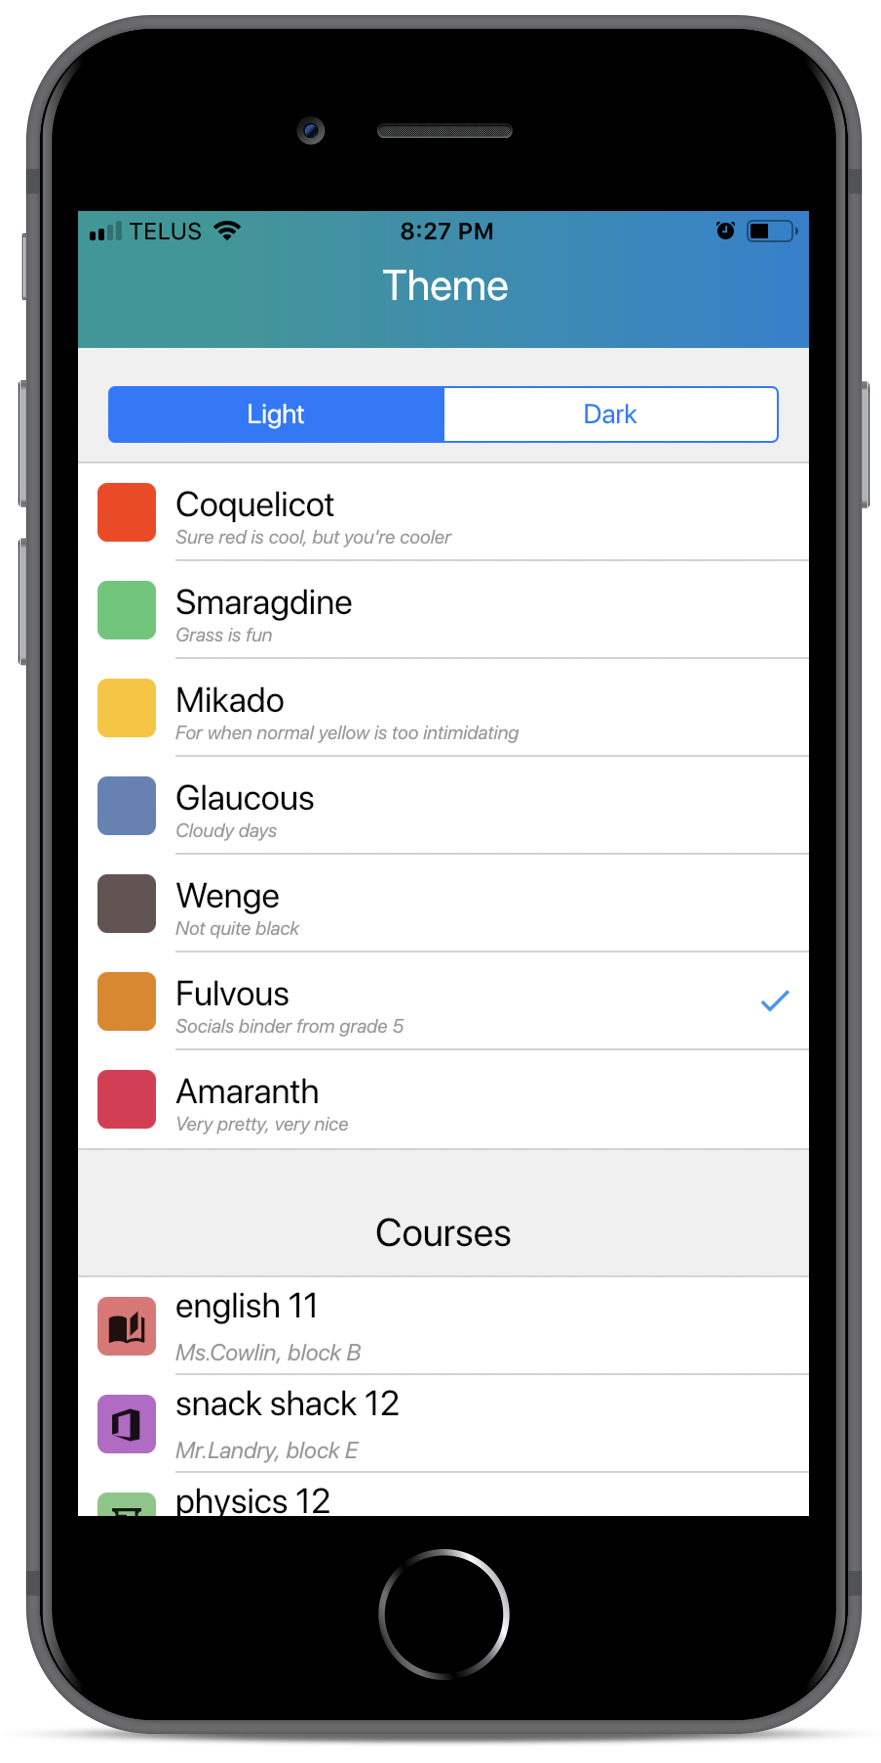 TELUS 8:27 PM
Theme
Light Dark
Coquelicot
Sure red is cool, but you're cooler
Smaragdine
Grass is fun
Mikado
For when normal yellow is too intimidating
Glaucous
Cloudy days
Wenge
Not quite black
Fulvous
Socials binder from grade 5
Amaranth
Very pretty, very nice
Courses
english 11
Ms.Cowlin, block B
snack shack 12
Mr.Landry, block E
physics 12